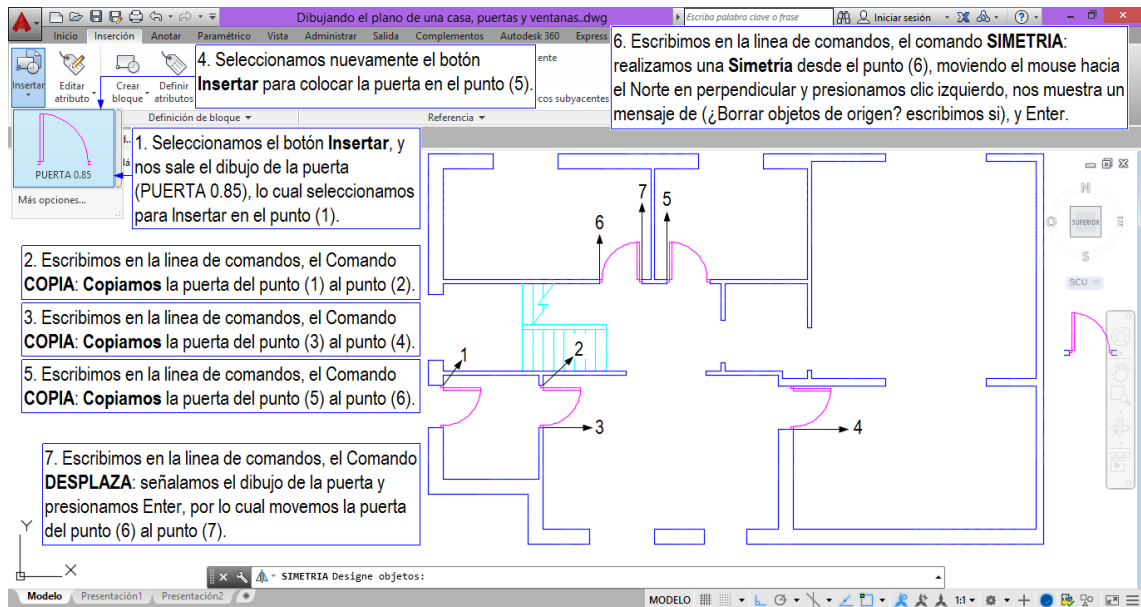 Dibujando el plano de una casa, puertas y ventanas..dwg
Escriba palabra clave o frase
Iniciar sesión
Inicio Inserción Anotar Paramétrico Vista Administrar Salida Complementos Autodesk 360 Express
Insertar
Editar
atributo
Crear
bloque
Definir
atributos
ente
cos subyacentes
Definición de bloque
Referencia
4. Seleccionamos nuevamente el botón
Insertar para colocar la puerta en el punto (5).
6. Escribimos en la linea de comandos, el comando SIMETRIA:
realizamos una Simetría desde el punto (6), moviendo el mouse hacia
el Norte en perpendicular y presionamos clic izquierdo, nos muestra un
mensaje de (¿Borrar objetos de origen? escribimos si), y Enter.
PUERTA 0.85
Más opciones...
1. Seleccionamos el botón Insertar, y
nos sale el dibujo de la puerta
(PUERTA 0.85), lo cual seleccionamos
para Insertar en el punto (1).
2. Escribimos en la linea de comandos, el Comando
COPIA: Copiamos la puerta del punto (1) al punto (2).
3. Escribimos en la linea de comandos, el Comando
COPIA: Copiamos la puerta del punto (3) al punto (4).
5. Escribimos en la linea de comandos, el Comando
COPIA: Copiamos la puerta del punto (5) al punto (6).
7. Escribimos en la linea de comandos, el Comando
DESPLAZA: señalamos el dibujo de la puerta y
presionamos Enter, por lo cual movemos la puerta
del punto (6) al punto (7).
6
7
5
1
2
3
4
N
O
SUPERIOR
E
S
SCU
Y
X
SIMETRIA Designe objetos:
Modelo Presentación1 Presentación2
MODELO
1:1